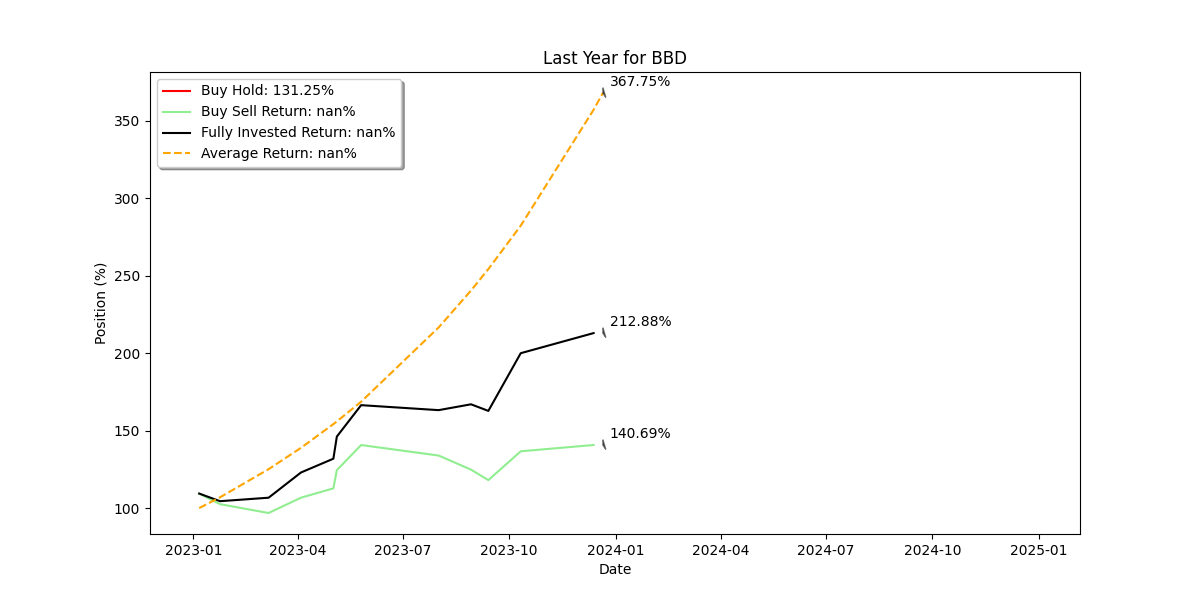 Last Year for BBD
367.75%
Buy Hold: 131.25%
Buy Sell Return: nan%
Fully Invested Return: nan%
Average Return: nan%
350
300
250
200
150
100
Position (%)
212.88%
140.69%
2023-01
2023-04
2023-07
2023-10
2024-01
2024-04
2024-07
2024-10
2025-01
Date